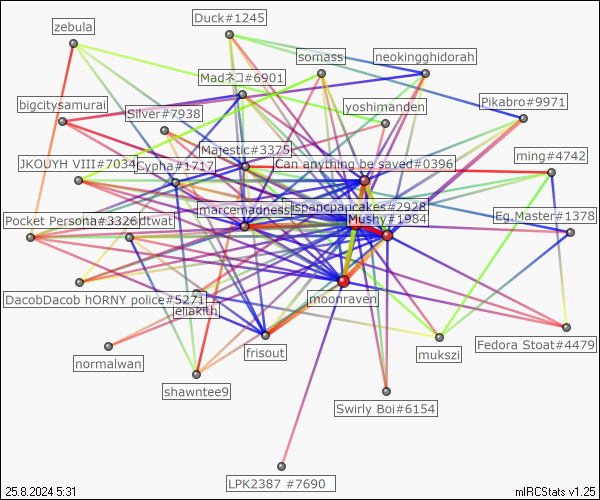 Duck#1245
zebula
somass
neokingghidorah
Madネコ#6901
bigcitysamurai
Silver#7938
yoshimanden
Pikabro#9971
Majestic#3375
JKOUYH VIII#7034
Cypha#1717
Can anything be saved#0396
ming#4742
marcemadness
ispancpancakes#2928
Pocket Persona#3326
dtwat
Mushy#1984
Eg.Master#1378
DacobDacob hORNY police#5271
moonraven
eliakith
frisout
mukszi
Fedora Stoat#4479
normalwan
shawntee9
Swirly Boi#6154
LPK2387 #7690
25.8.2024 5:31
mIRCStats v1.25